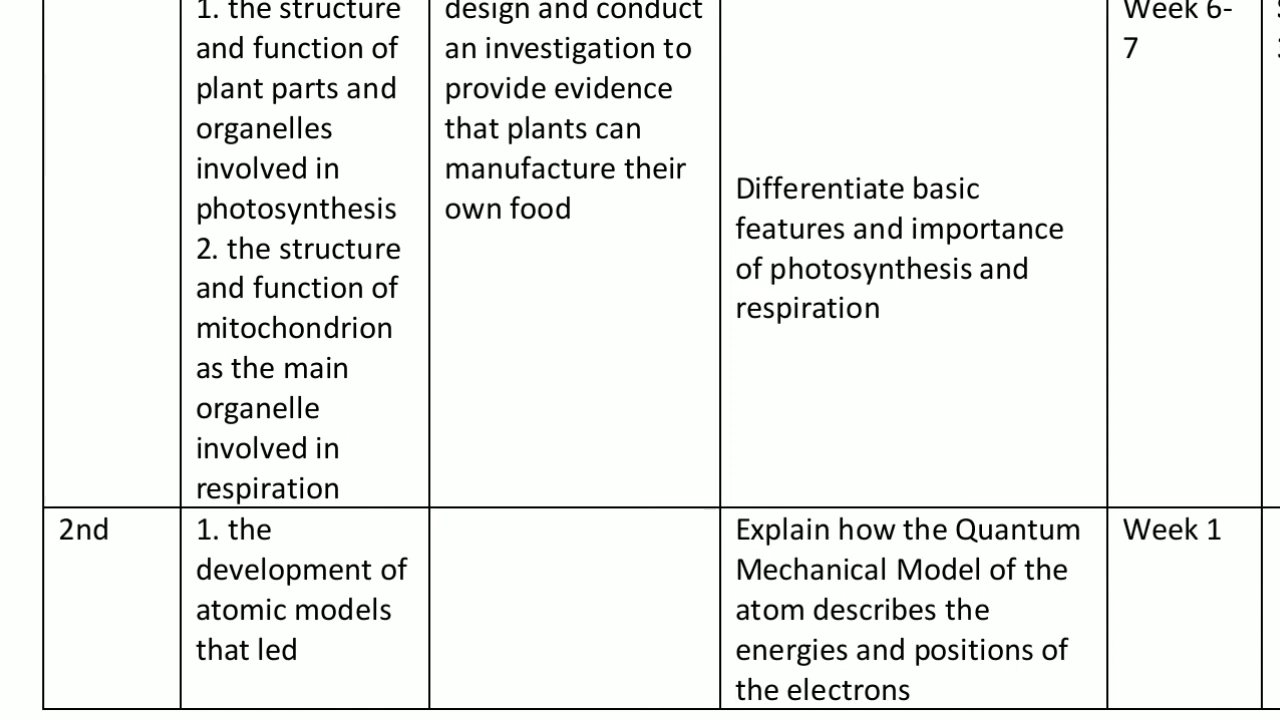 1. the structure
and function of
plant parts and
organelles
involved in
photosynthesis
2. the structure
and function of
mitochondrion
as the main
organelle
involved in
respiration
design and conduct
an investigation to
provide evidence
that plants can
manufacture their
own food
Differentiate basic
features and importance
of photosynthesis and
respiration
Week 6-
7
2nd
1. the
development of
atomic models
that led
Explain how the Quantum
Mechanical Model of the
atom describes the
energies and positions of
the electrons
Week 1